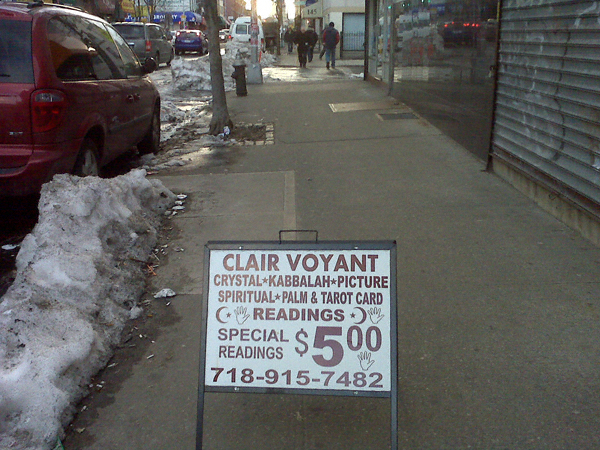 CLAIR VOYANT
CRYSTAL★KABBALAH★PICTURE
SPIRITUAL★PALM & TAROT CARD
READINGS
SPECIAL READINGS $5.00
718-915-7482